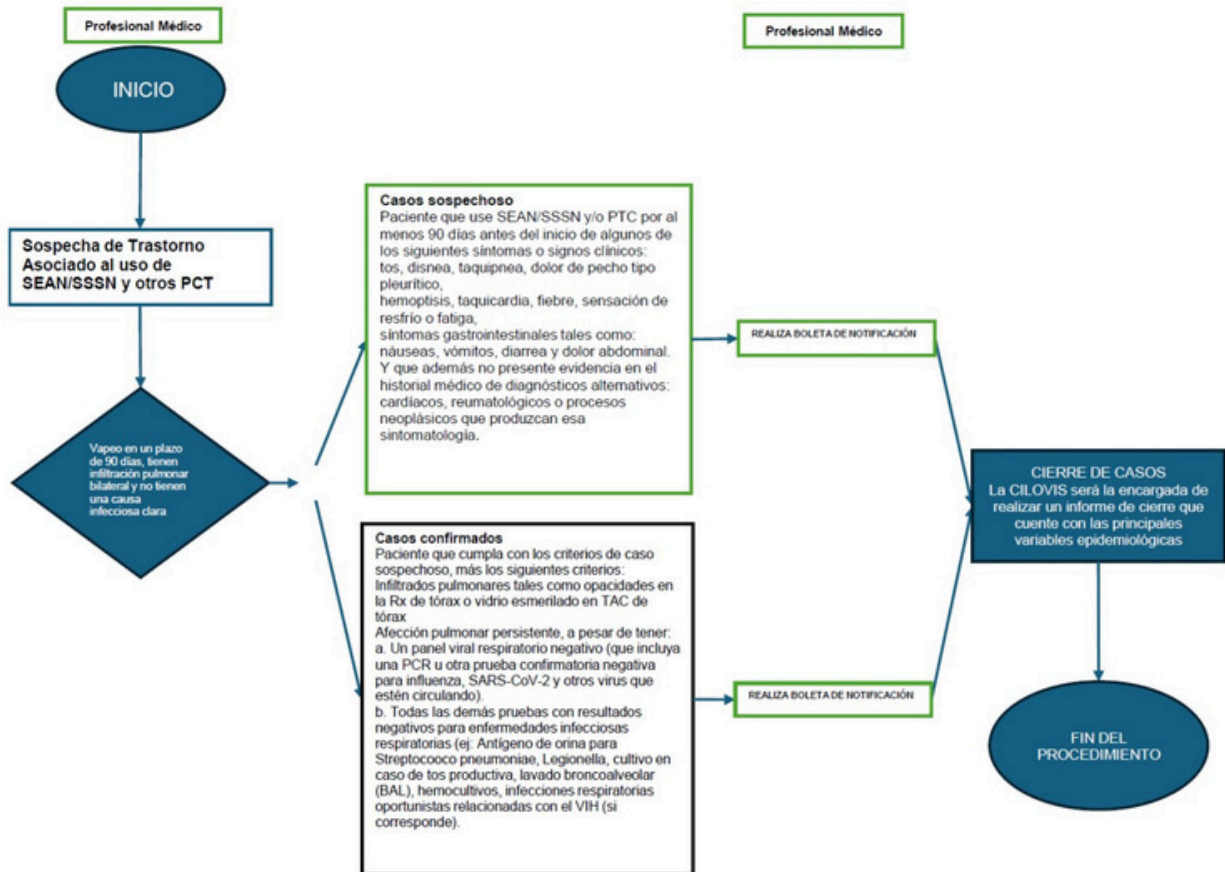 Profesional Médico
Profesional Médico
INICIO
Sospecha de Trastorno
Asociado al uso de
SEAN/SSSN y otros PCT
Vapeo en un plazo
de 90 días, tienen
infiltración pulmonar
bilateral y no tienen
una causa
infecciosa clara
Casos sospechoso
Paciente que use SEAN/SSSN y/o PTC por al
menos 90 días antes del inicio de algunos de
los siguientes síntomas o signos clínicos:
tos, disnea, taquipnea, dolor de pecho tipo
pleurítico,
hemoptisis, taquicardia, fiebre, sensación de
resfrío o fatiga,
síntomas gastrointestinales tales como:
náuseas, vómitos, diarrea y dolor abdominal.
Y que además no presente evidencia en el
historial médico de diagnósticos alternativos:
cardíacos, reumatológicos o procesos
neoplásicos que produzcan esa
sintomatología.
REALIZA BOLETA DE NOTIFICACIÓN
Casos confirmados
Paciente que cumpla con los criterios de caso
sospechoso, más los siguientes criterios:
Infiltrados pulmonares tales como opacidades en
la Rx de tórax o vidrio esmerilado en TAC de
tórax
Afección pulmonar persistente, a pesar de tener:
a. Un panel viral respiratorio negativo (que incluya
una PCR u otra prueba confirmatoria negativa
para influenza, SARS-CoV-2 y otros virus que
estén circulando).
b. Todas las demás pruebas con resultados
negativos para enfermedades infecciosas
respiratorias (ej: Antígeno de orina para
Streptocooco pneumoniae, Legionella, cultivo en
caso de tos productiva, lavado broncoalveolar
(BAL), hemocultivos, infecciones respiratorias
oportunistas relacionadas con el VIH (si
corresponde).
REALIZA BOLETA DE NOTIFICACIÓN
CIERRE DE CASOS
La CILOVIS será la encargada de
realizar un informe de cierre que
cuente con las principales
variables epidemiológicas
FIN DEL
PROCEDIMIENTO